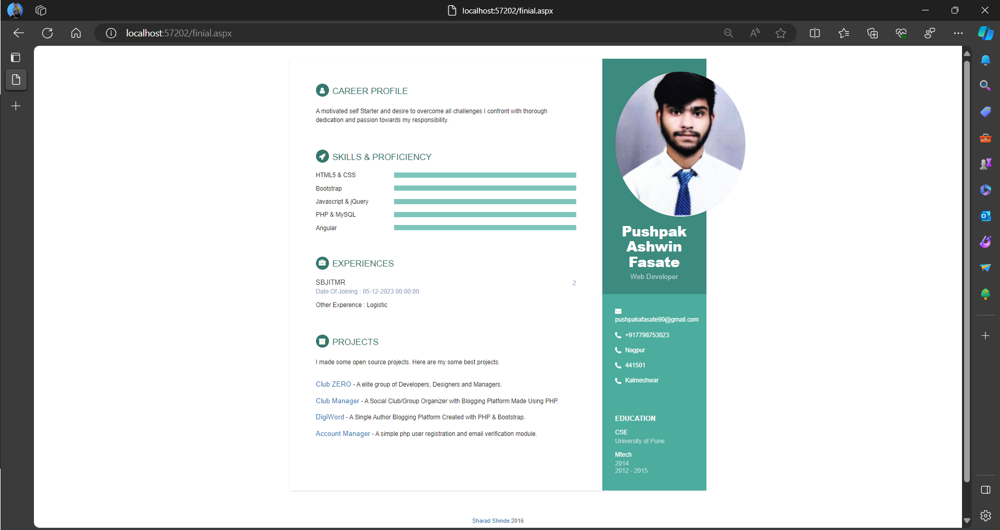 localhost:57202/finial.aspx
localhost:57202/finial.aspx
CAREER PROFILE
A motivated self Starter and desire to overcome all challenges I confront with thorough
dedication and passion towards my responsibility.
SKILLS & PROFICIENCY
HTML5 & CSS
Bootstrap
Javascript & jQuery
PHP & MySQL
Angular
EXPERIENCES
SBJITMR 2
Date Of Joining : 05-12-2023 00:00:00
Other Experence : Logistic
PROJECTS
I made some open source projects. Here are my some best projects.
Club ZERO - A elite group of Developers, Designers and Managers.
Club Manager - A Social Club/Group Organizer with Blogging Platform Made Using PHP.
DigiWord - A Single Author Blogging Platform Created with PHP & Bootstrap.
Account Manager - A simple php user registration and email verification module.
Pushpak
Ashwin
Fasate
Web Developer
pushpakafasate90@gmail.com
+917798753023
Nagpur
441501
Kalmeshwar
EDUCATION
CSE
University of Pune
Mtech
2014
2012 - 2015
Sharad Shinde 2016